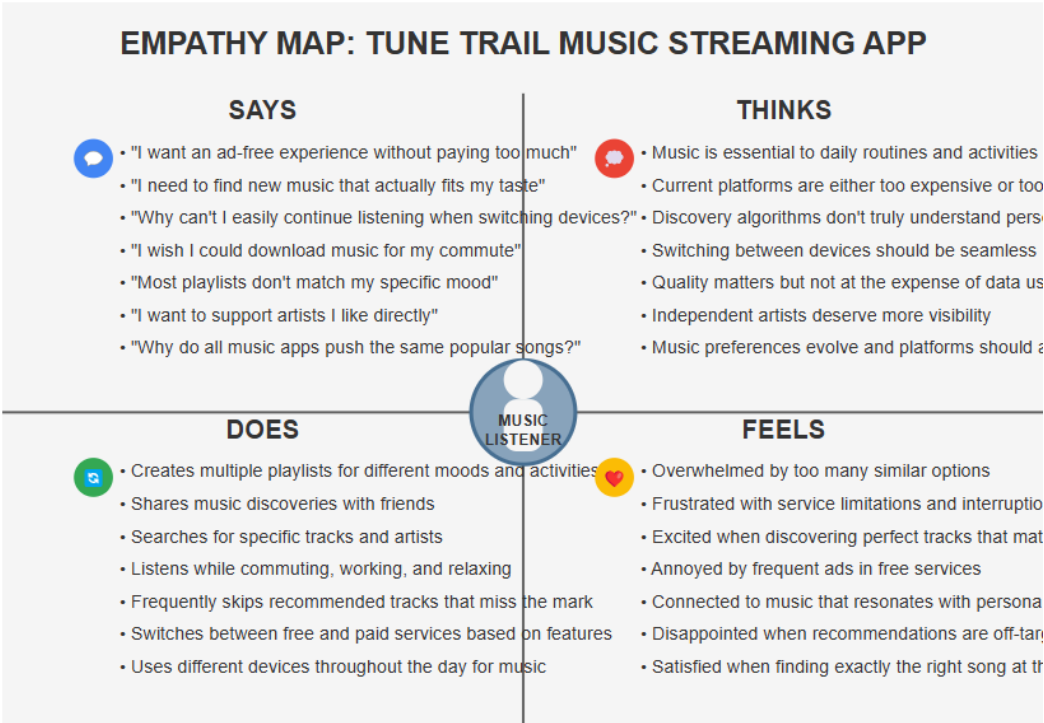 EMPATHY MAP: TUNE TRAIL MUSIC STREAMING APP
SAYS
• "I want an ad-free experience without paying too much"
• "I need to find new music that actually fits my taste"
• "Why can't I easily continue listening when switching devices?"
• "I wish I could download music for my commute"
• "Most playlists don't match my specific mood"
• "I want to support artists I like directly"
• "Why do all music apps push the same popular songs?"
THINKS
• Music is essential to daily routines and activities
• Current platforms are either too expensive or too
• Discovery algorithms don't truly understand
• Switching between devices should be seamless
• Quality matters but not at the expense of data
• Independent artists deserve more visibility
• Music preferences evolve and platforms should
MUSIC
LISTENER
DOES
• Creates multiple playlists for different moods and activities
• Shares music discoveries with friends
• Searches for specific tracks and artists
• Listens while commuting, working, and relaxing
• Frequently skips recommended tracks that miss the mark
• Switches between free and paid services based on features
• Uses different devices throughout the day for music
FEELS
• Overwhelmed by too many similar options
• Frustrated with service limitations and
• Excited when discovering perfect tracks that
• Annoyed by frequent ads in free services
• Connected to music that resonates with
• Disappointed when recommendations are
• Satisfied when finding exactly the right song at